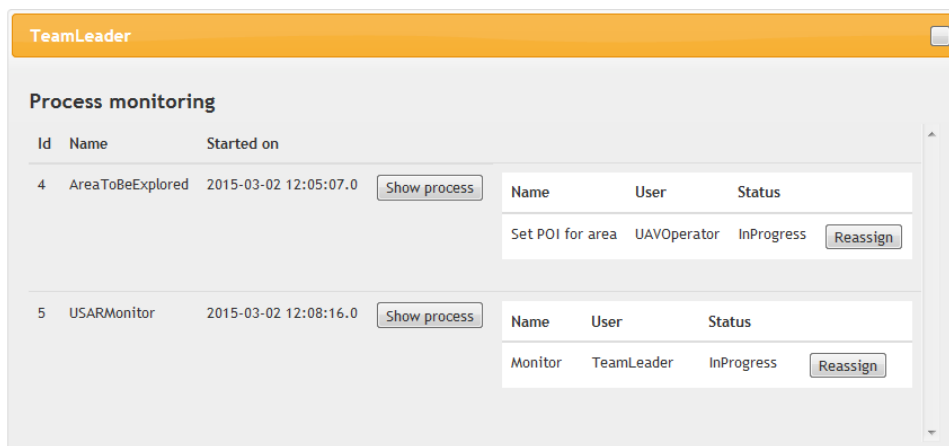 TeamLeader
Process monitoring
Id Name Started on
4 AreaToBeExplored 2015-03-02 12:05:07.0 Show process
Name User Status
Set POI for area UAVOperator InProgress Reassign
5 USARMonitor 2015-03-02 12:08:16.0 Show process
Name User Status
Monitor TeamLeader InProgress Reassign